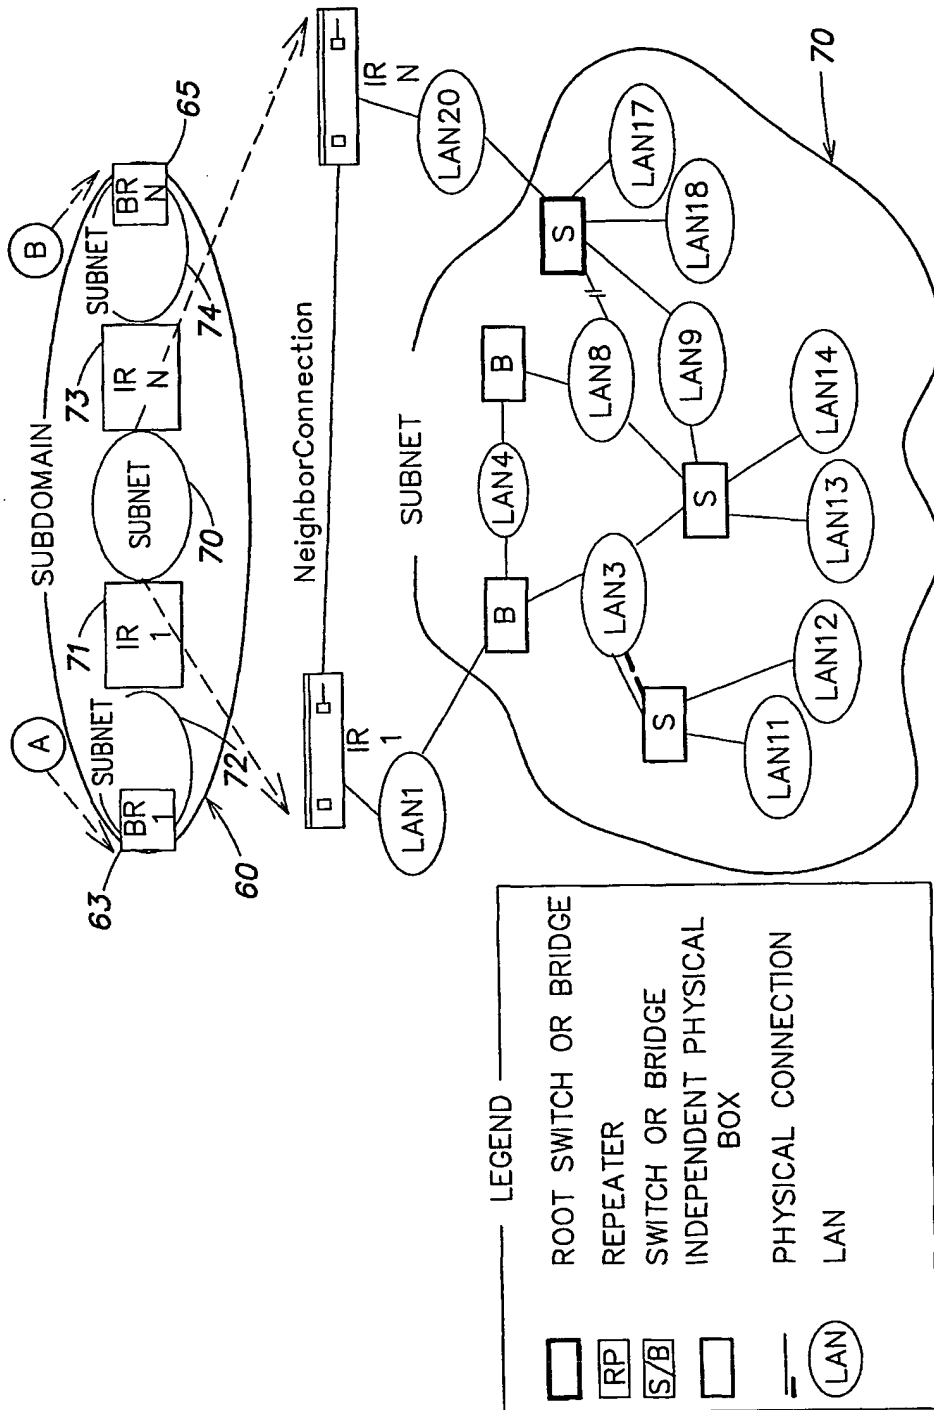 A
B
SUBDOMAIN
63
BR
1
SUBNET
72
60
71
IR
1
SUBNET
70
73
IR
N
SUBNET
74
BR
N
65
NeighborConnection
IR
1
IR
N
LAN1
LAN20
SUBNET
70
B
LAN4
B
LAN3
LAN8
S
LAN9
S
LAN17
LAN18
S
LAN11
LAN12
LAN13
LAN14
LEGEND
ROOT SWITCH OR BRIDGE
RP REPEATER
S/B SWITCH OR BRIDGE
INDEPENDENT PHYSICAL
BOX
PHYSICAL CONNECTION
LAN LAN